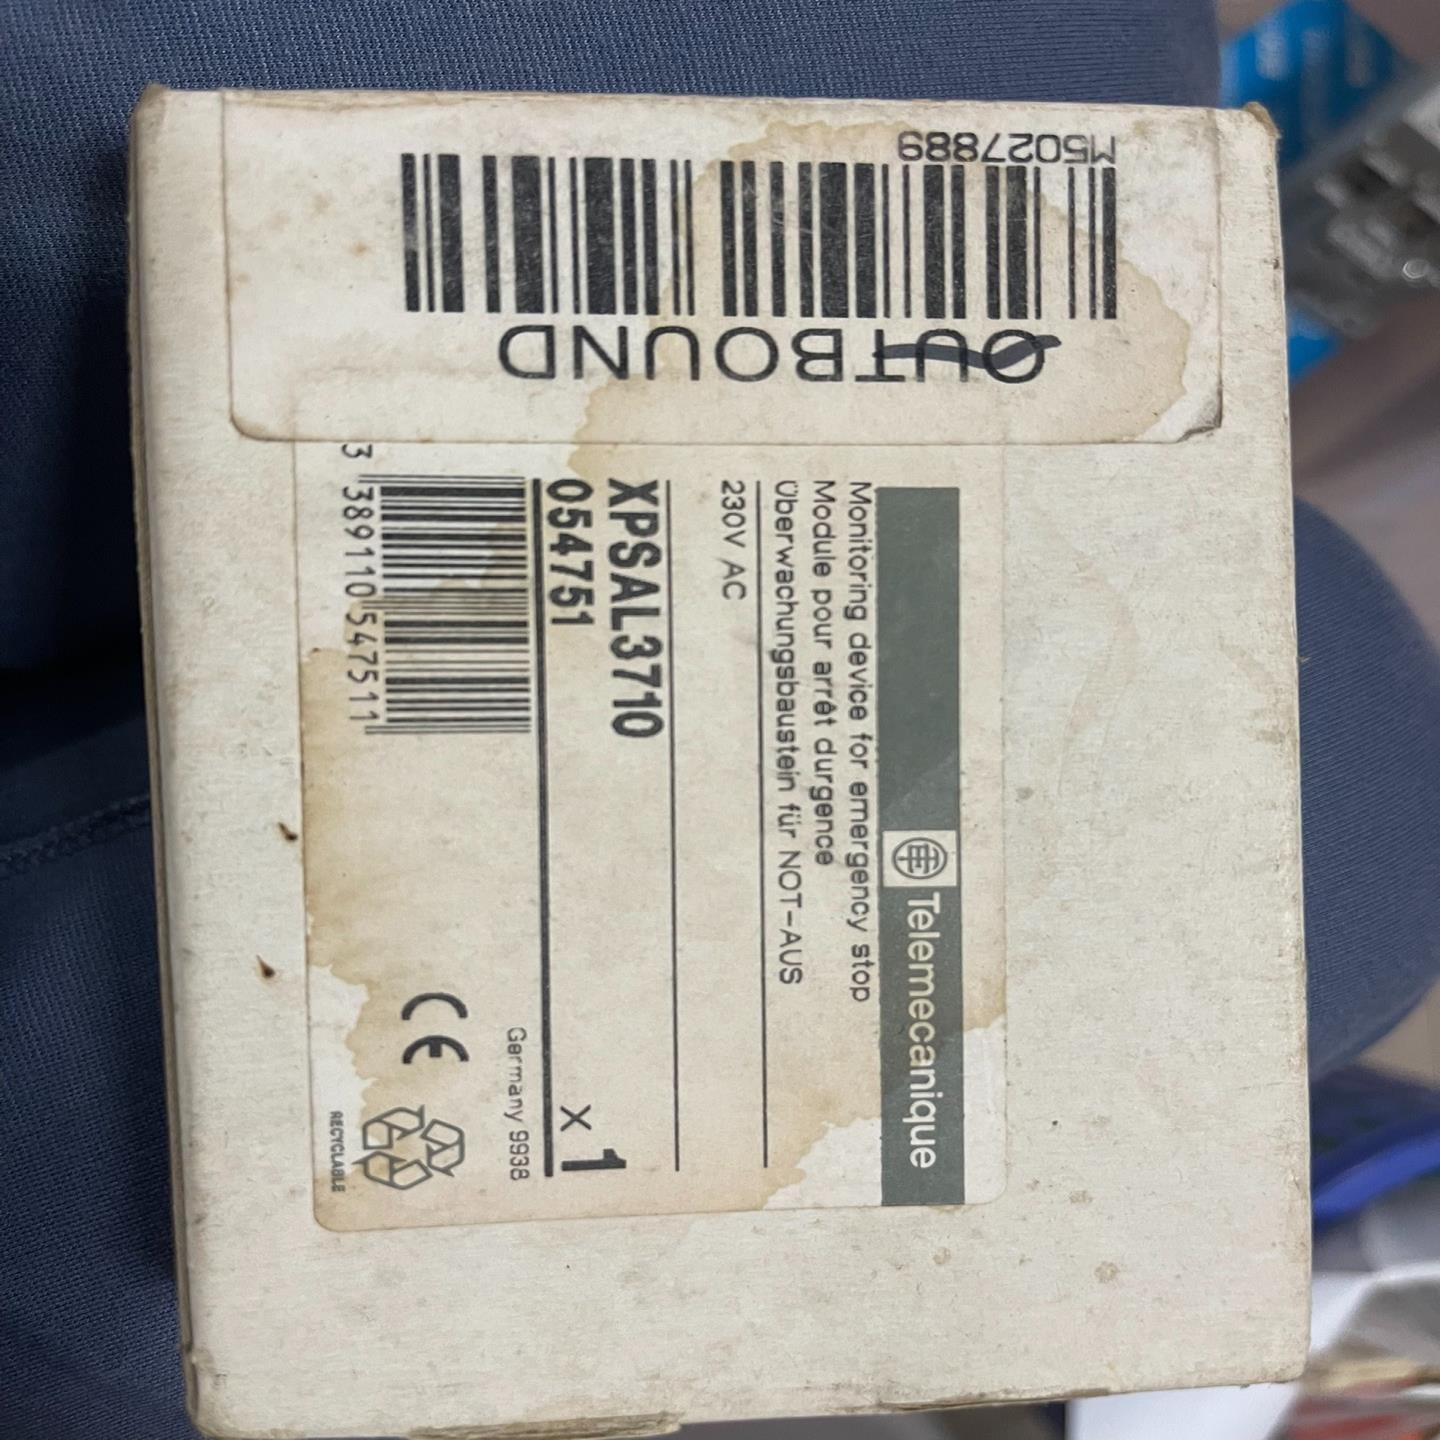 M5027889
OUTBOUND
Telemecanique
Monitoring device for emergency stop
Module pour arrêt durgence
Überwachungsbaustein für NOT-AUS
230V AC
XPSAL3710
054751
x 1
Germany 9938
3 389110 547511
CE
RECYCLABLE